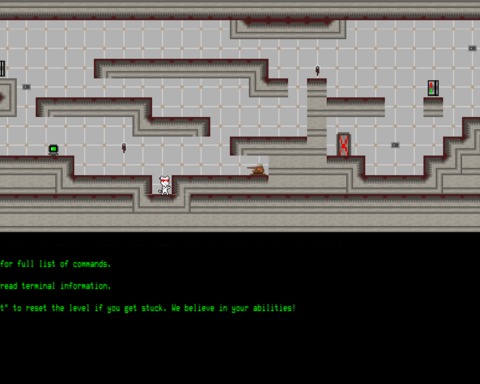 for full list of commands.
read terminal information.
t" to reset the level if you get stuck. We believe in your abilities!